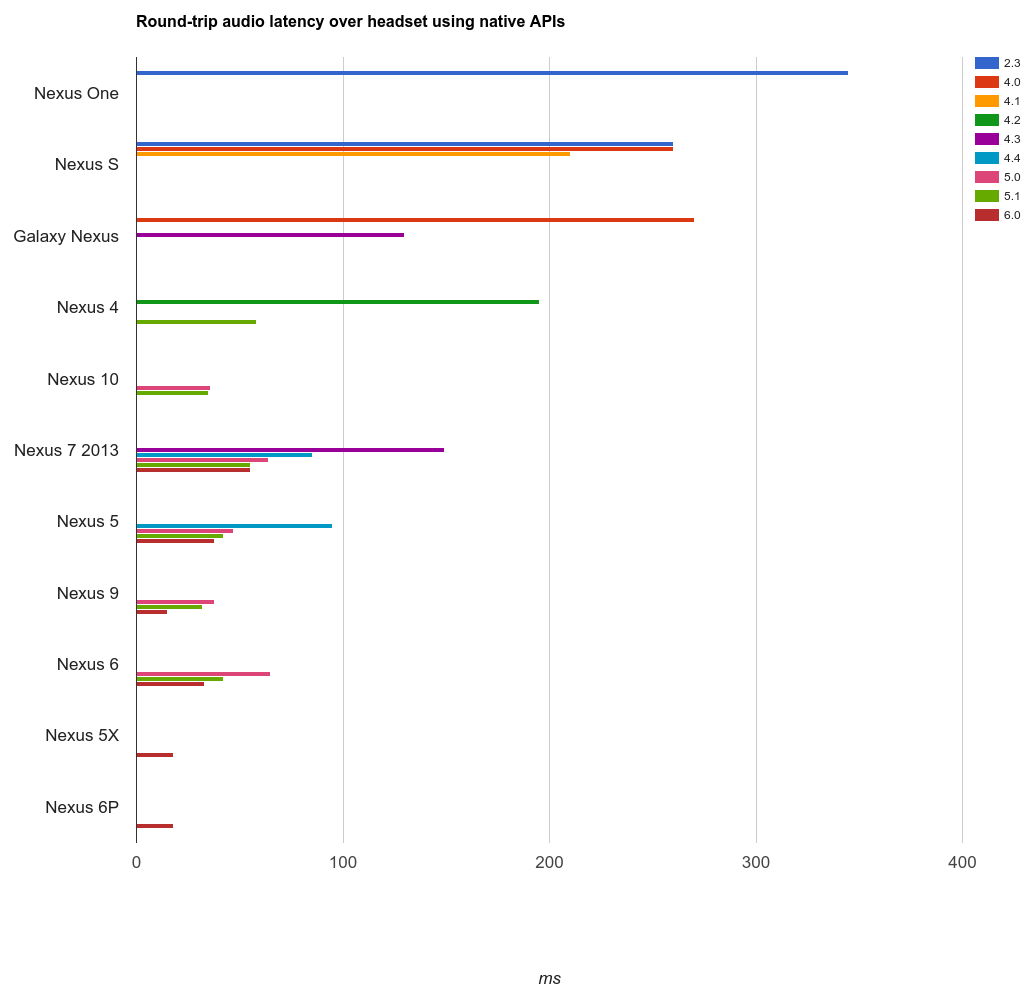 Round-trip audio latency over headset using native APIs
2.3
4.0
4.1
4.2
4.3
4.4
5.0
5.1
6.0
Nexus One
Nexus S
Galaxy Nexus
Nexus 4
Nexus 10
Nexus 7 2013
Nexus 5
Nexus 9
Nexus 6
Nexus 5X
Nexus 6P
0 100 200 300 400
ms